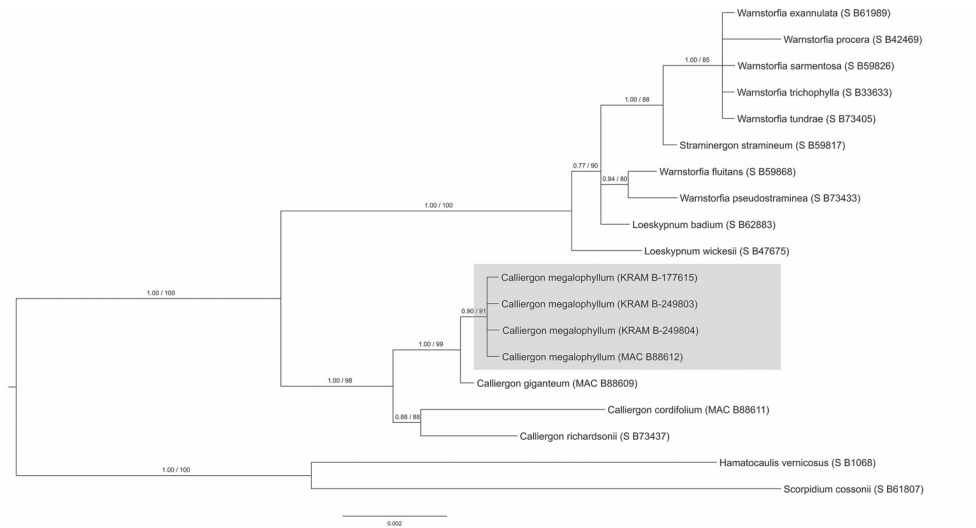 Warnstorfia exannulata (S B61989)
Warnstorfia procera (S B42469)
1.00 / 85
Warnstorfia sarmentosa (S B59826)
Warnstorfia trichophylla (S B33633)
1.00 / 88
Warnstorfia tundrae (S B73405)
Straminergon stramineum (S B59817)
0.77 / 90
Warnstorfia fluitans (S B59868)
0.94 / 80
Warnstorfia pseudostraminea (S B73433)
1.00 / 100
Loeskypnum badium (S B62883)
Loeskypnum wickesii (S B47675)
Calliergon megalophyllum (KRAM B-177615)
1.00 / 100
Calliergon megalophyllum (KRAM B-249803)
0.90 / 91
Calliergon megalophyllum (KRAM B-249804)
1.00 / 99
Calliergon megalophyllum (MAC B88612)
1.00 / 98
Calliergon giganteum (MAC B88609)
Calliergon cordifolium (MAC B88611)
0.88 / 88
Calliergon richardsonii (S B73437)
Hamatocaulis vernicosus (S B1068)
1.00 / 100
Scorpidium cossonii (S B61807)
0.002